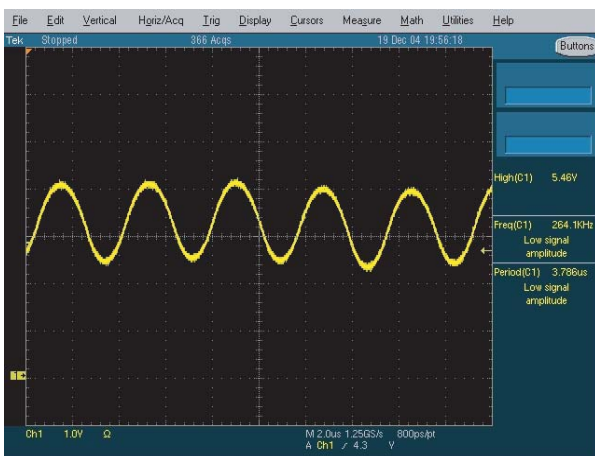 File Edit Vertical Horiz/Acq Trig Display Cursors Measure Math Utilities Help
Tek Stopped 366 Acqs 19 Dec 04 19:56:18 Buttons
High(C1) 5.46V
Freq(C1) 264.1KHz
Low signal
amplitude
Period(C1) 3.786us
Low signal
amplitude
1
Ch1 1.0V Ω M 2.0us 1.25GS/s 800ps/pt
A Ch1 ∕ 4.3 V